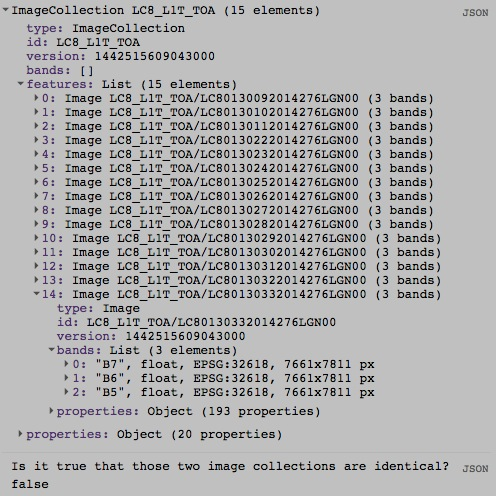 ImageCollection LC8_L1T_TOA (15 elements) JSON
type: ImageCollection
id: LC8_L1T_TOA
version: 1442515609043000
bands: []
features: List (15 elements)
0: Image LC8_L1T_TOA/LC80130092014276LGN00 (3 bands)
1: Image LC8_L1T_TOA/LC80130102014276LGN00 (3 bands)
2: Image LC8_L1T_TOA/LC80130112014276LGN00 (3 bands)
3: Image LC8_L1T_TOA/LC80130222014276LGN00 (3 bands)
4: Image LC8_L1T_TOA/LC80130232014276LGN00 (3 bands)
5: Image LC8_L1T_TOA/LC80130242014276LGN00 (3 bands)
6: Image LC8_L1T_TOA/LC80130252014276LGN00 (3 bands)
7: Image LC8_L1T_TOA/LC80130262014276LGN00 (3 bands)
8: Image LC8_L1T_TOA/LC80130272014276LGN00 (3 bands)
9: Image LC8_L1T_TOA/LC80130282014276LGN00 (3 bands)
10: Image LC8_L1T_TOA/LC80130292014276LGN00 (3 bands)
11: Image LC8_L1T_TOA/LC80130302014276LGN00 (3 bands)
12: Image LC8_L1T_TOA/LC80130312014276LGN00 (3 bands)
13: Image LC8_L1T_TOA/LC80130322014276LGN00 (3 bands)
14: Image LC8_L1T_TOA/LC80130332014276LGN00 (3 bands)
type: Image
id: LC8_L1T_TOA/LC80130332014276LGN00
version: 1442515609043000
bands: List (3 elements)
0: "B7", float, EPSG:32618, 7661x7811 px
1: "B6", float, EPSG:32618, 7661x7811 px
2: "B5", float, EPSG:32618, 7661x7811 px
properties: Object (193 properties)
properties: Object (20 properties)
Is it true that those two image collections are identical? JSON
false